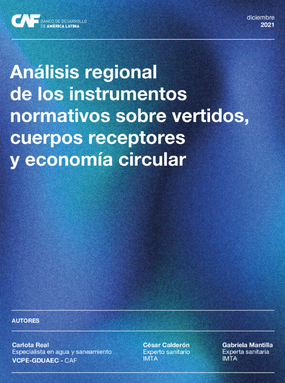 CAF BANCO DE DESARROLLO
DE AMÉRICA LATINA
diciembre
2021
Análisis regional
de los instrumentos
normativos sobre vertidos,
cuerpos receptores
y economía circular
AUTORES
Carlota Real
Especialista en agua y saneamiento
VCPE-GDUAEC - CAF
César Calderón
Experto sanitario
IMTA
Gabriela Mantilla
Experta sanitaria
IMTA